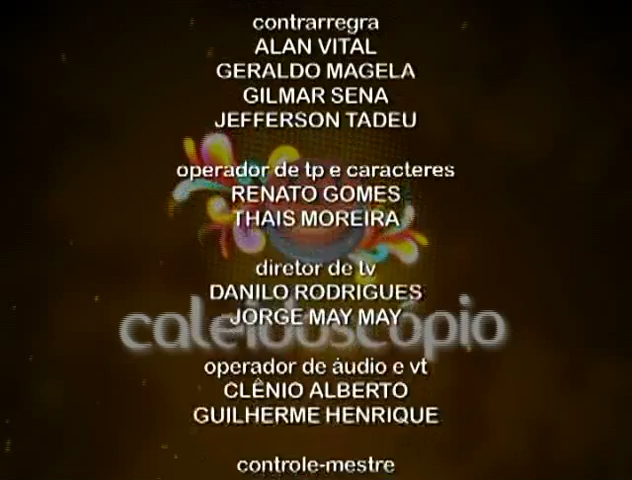 contrarregra
ALAN VITAL
GERALDO MAGELA
GILMAR SENA
JEFFERSON TADEU
operador de tp e caracteres
RENATO GOMES
THAIS MOREIRA
diretor de tv
DANILO RODRIGUES
JORGE MAY MAY
caleidoscópio
operador de áudio e vt
CLÊNIO ALBERTO
GUILHERME HENRIQUE
controle-mestre